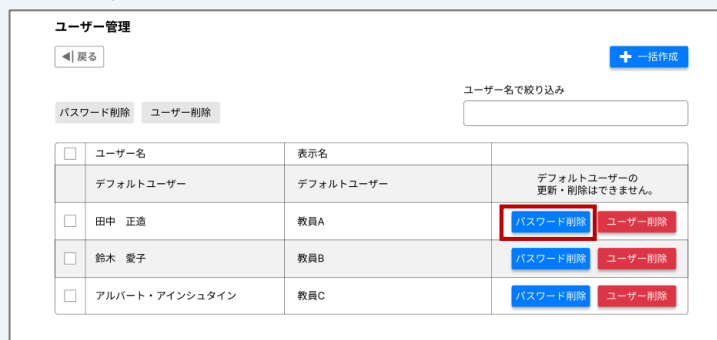 ユーザー管理
戻る
一括作成
ユーザー名で絞り込み
パスワード削除 ユーザー削除
ユーザー名 表示名
デフォルトユーザー デフォルトユーザー デフォルトユーザーの
更新・削除はできません。
田中　正造 教員A パスワード削除 ユーザー削除
鈴木　愛子 教員B パスワード削除 ユーザー削除
アルバート・アインシュタイン 教員C パスワード削除 ユーザー削除